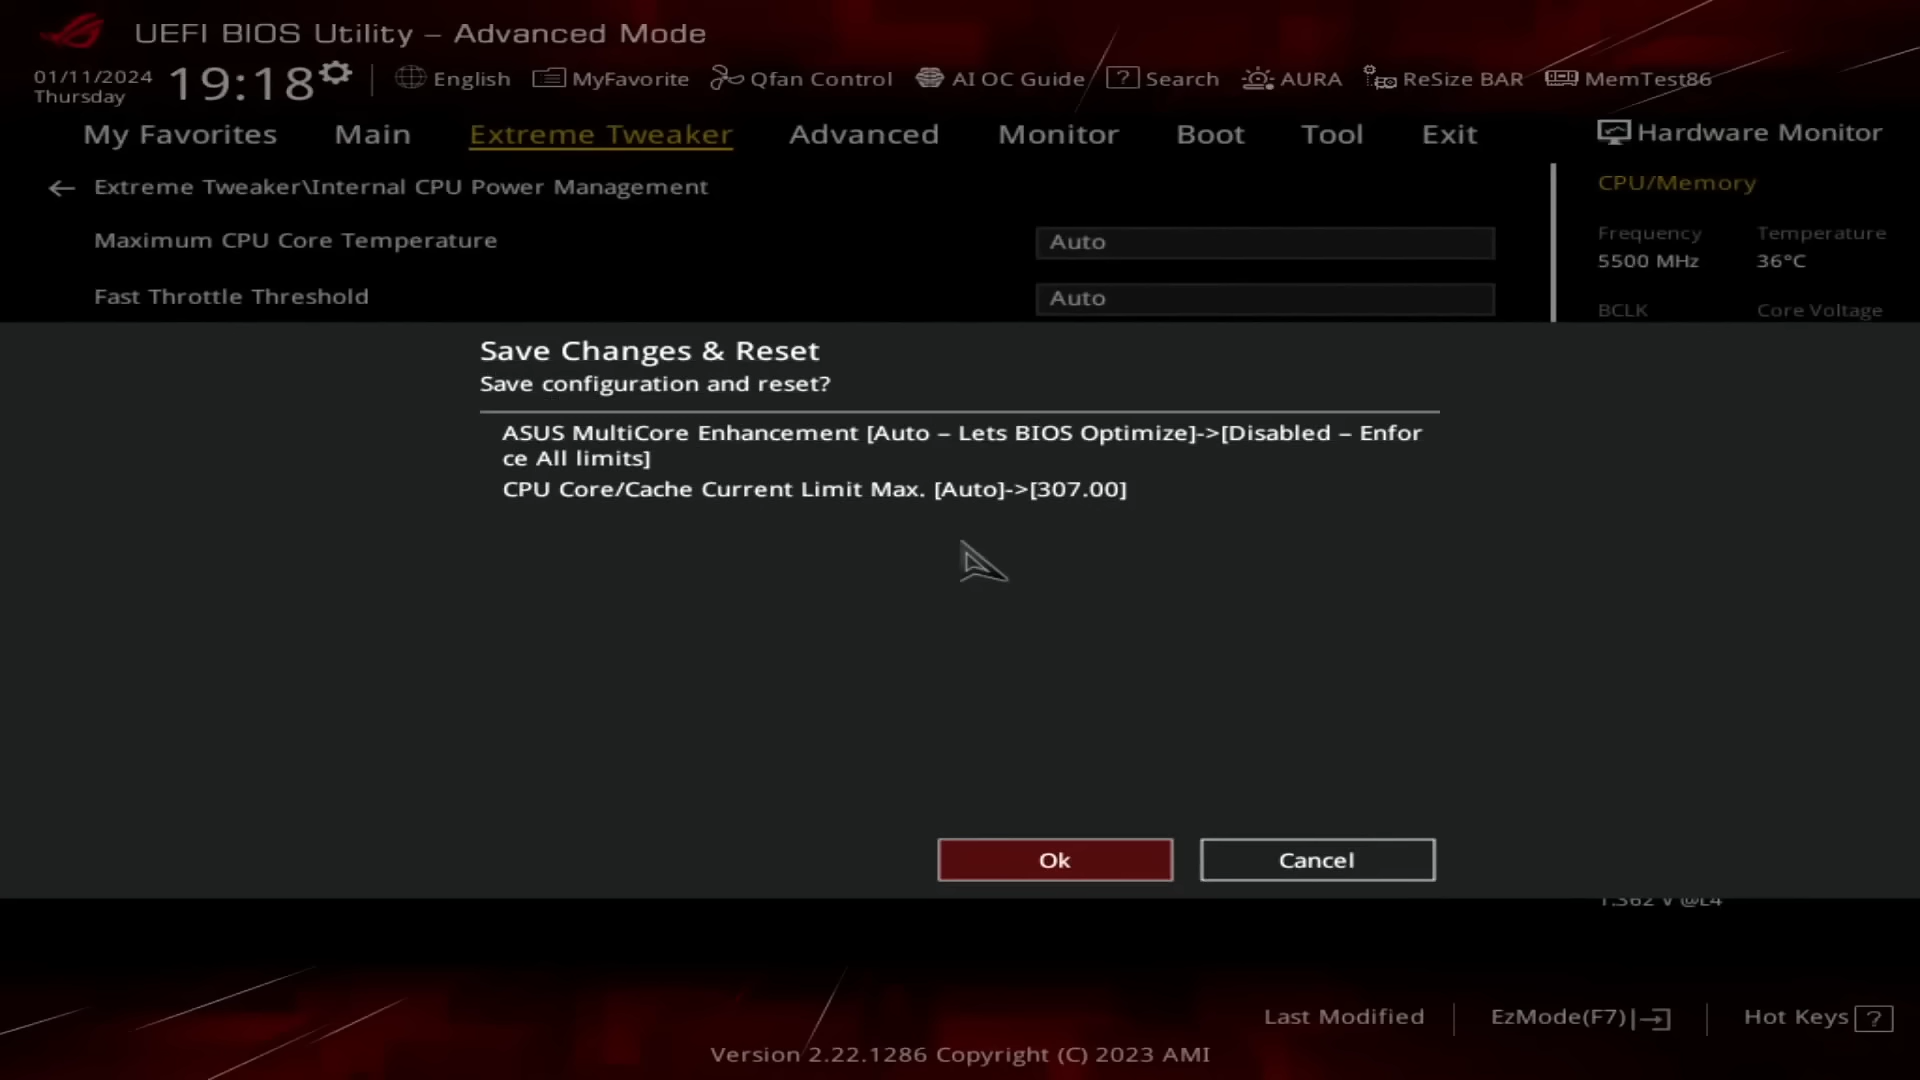 UEFI BIOS Utility – Advanced Mode
01/11/2024
Thursday
19:18
English
MyFavorite
Qfan Control
AI OC Guide
? Search
AURA
ReSize BAR
MemTest86
My Favorites
Main
Extreme Tweaker
Advanced
Monitor
Boot
Tool
Exit
Hardware Monitor
Extreme Tweaker\Internal CPU Power Management
CPU/Memory
Maximum CPU Core Temperature
Auto
Frequency
Temperature
5500 MHz
36°C
Fast Throttle Threshold
Auto
BCLK
Core Voltage
Save Changes & Reset
Save configuration and reset?
ASUS MultiCore Enhancement [Auto – Lets BIOS Optimize]->[Disabled – Enfor
ce All limits]
CPU Core/Cache Current Limit Max. [Auto]->[307.00]
Ok
Cancel
1.362 V @L4
Last Modified
EzMode(F7)
Hot Keys ?
Version 2.22.1286 Copyright (C) 2023 AMI